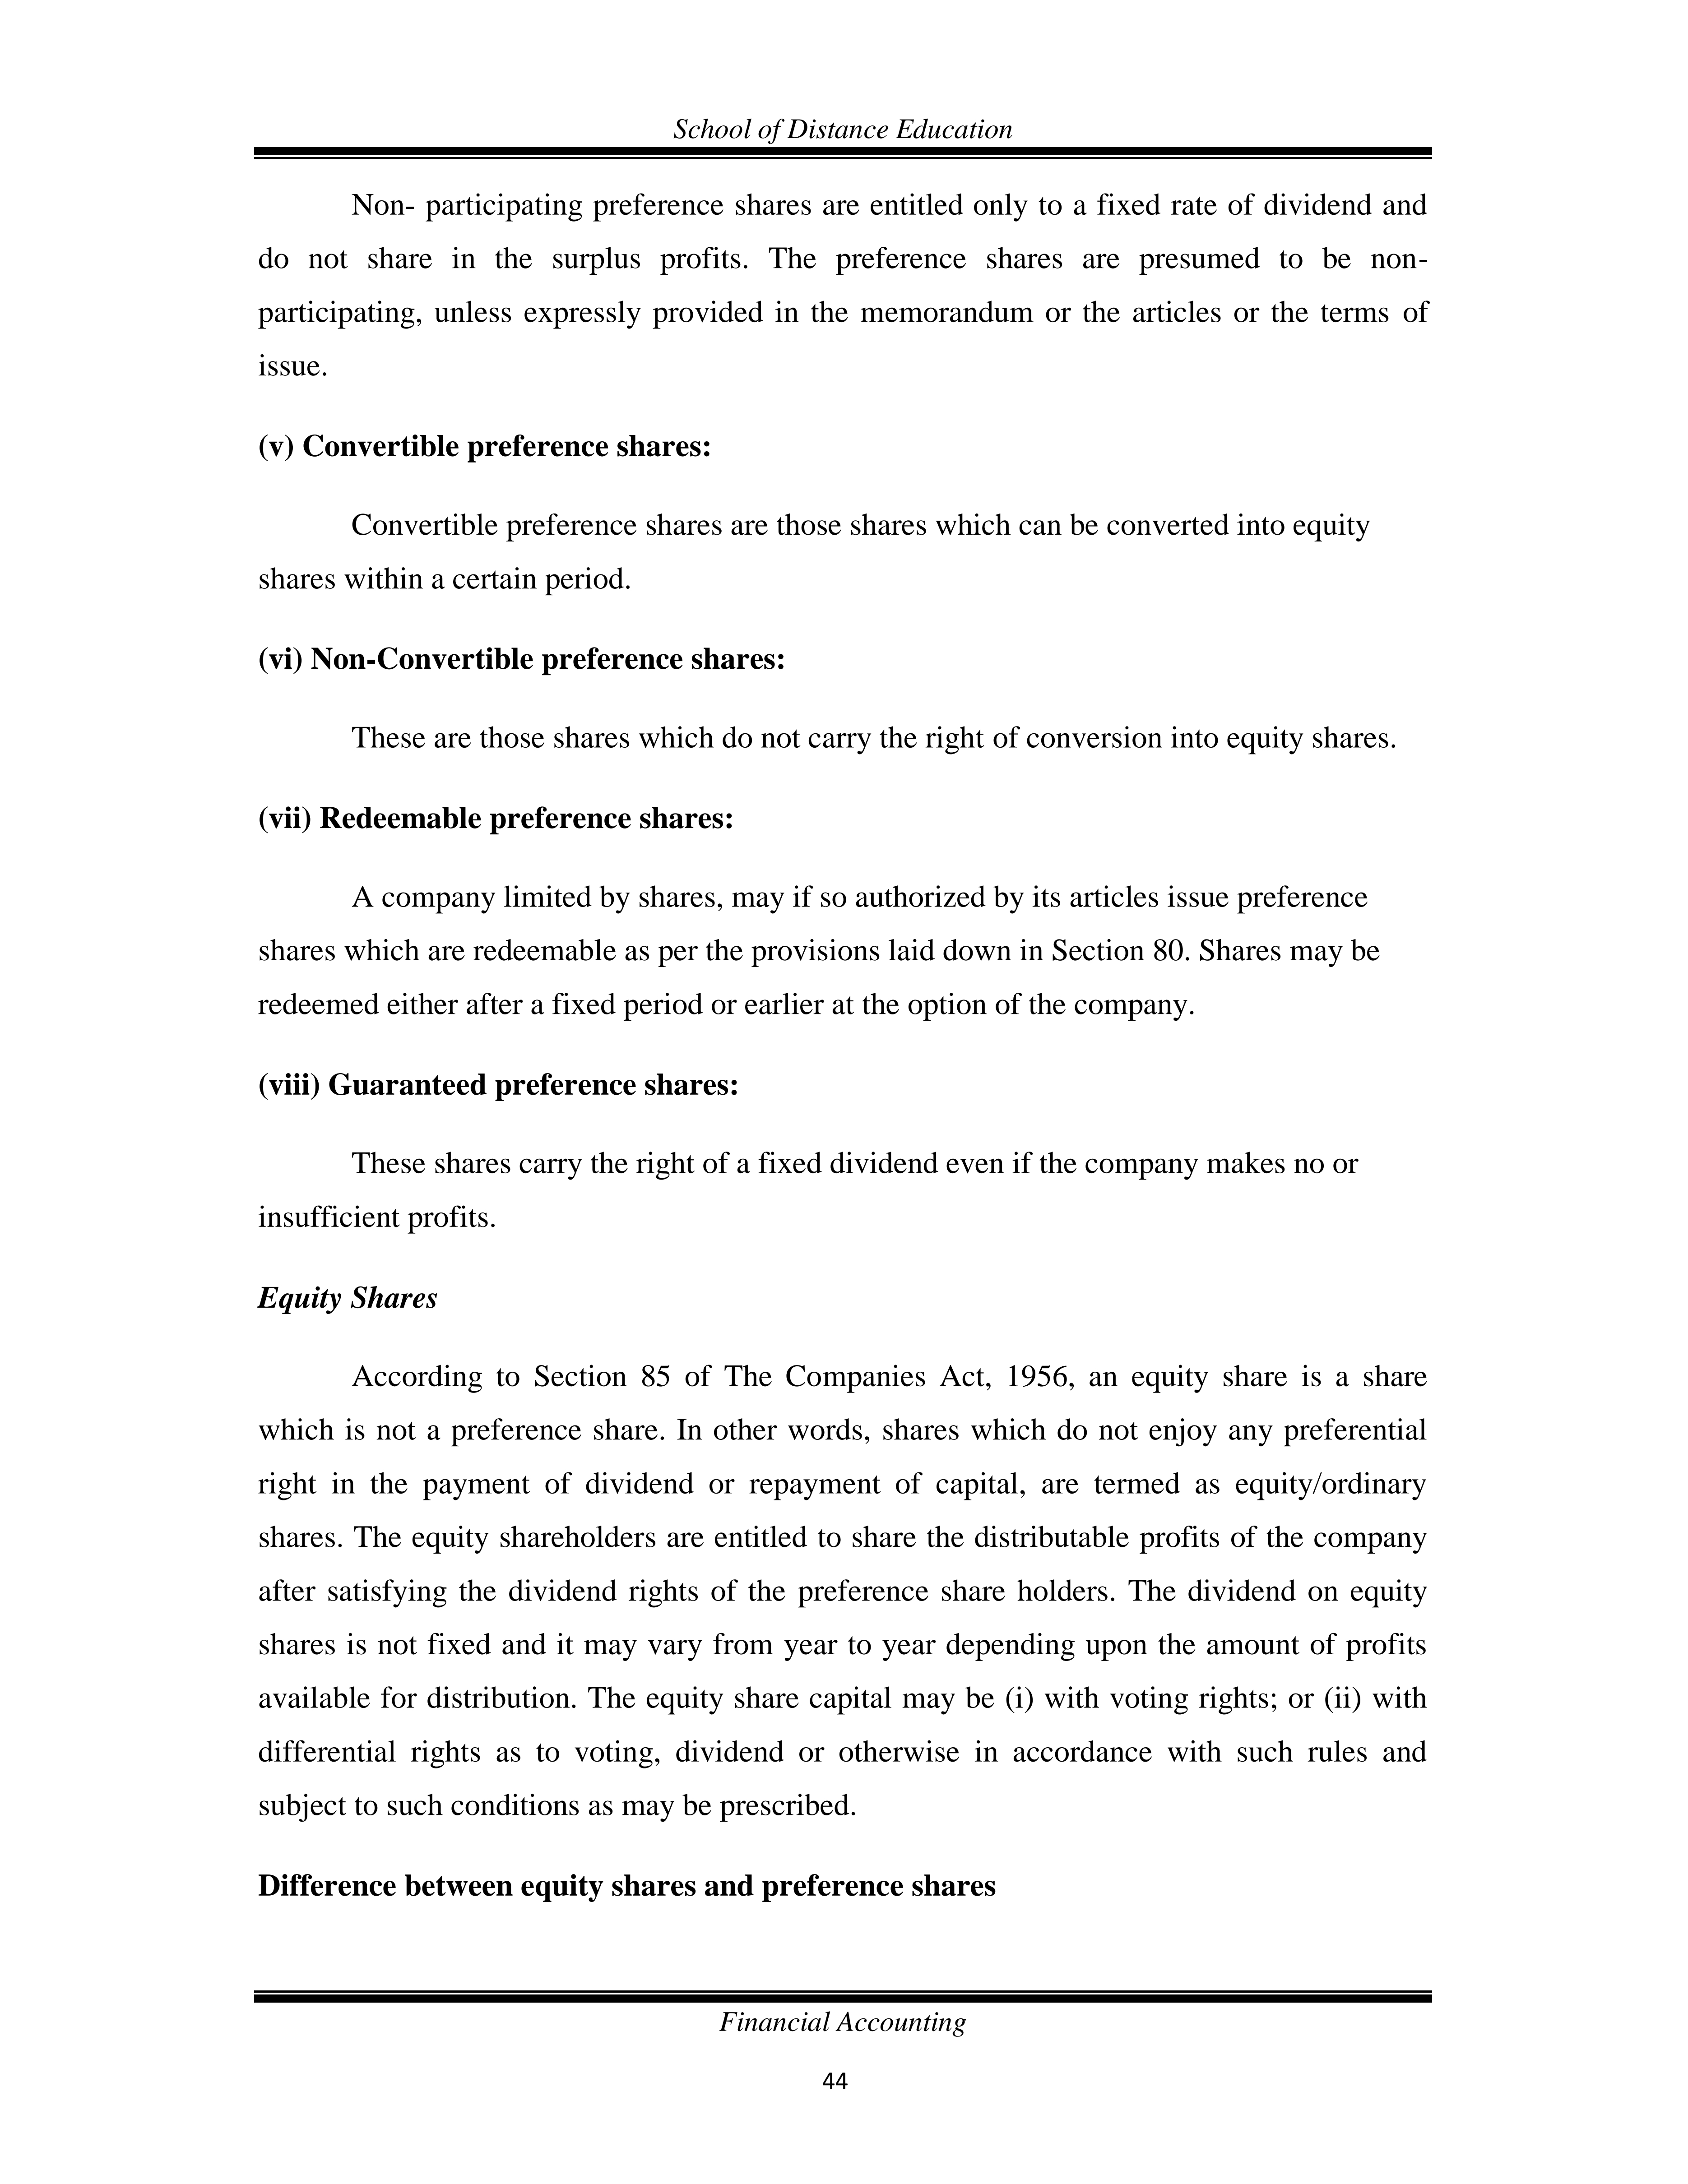 School of Distance Education
Non- participating preference shares are entitled only to a fixed rate of dividend and
do not share in the surplus profits. The preference shares are presumed to be non-
participating, unless expressly provided in the memorandum or the articles or the terms of
issue.
(v) Convertible preference shares:
Convertible preference shares are those shares which can be converted into equity
shares within a certain period.
(vi) Non-Convertible preference shares:
These are those shares which do not carry the right of conversion into equity shares.
(vii) Redeemable preference shares:
A company limited by shares, may if so authorized by its articles issue preference
shares which are redeemable as per the provisions laid down in Section 80. Shares may be
redeemed either after a fixed period or earlier at the option of the company.
(viii) Guaranteed preference shares:
These shares carry the right of a fixed dividend even if the company makes no or
insufficient profits.
Equity Shares
According to Section 85 of The Companies Act, 1956, an equity share is a share
which is not a preference share. In other words, shares which do not enjoy any preferential
right in the payment of dividend or repayment of capital, are termed as equity/ordinary
shares. The equity shareholders are entitled to share the distributable profits of the company
after satisfying the dividend rights of the preference share holders. The dividend on equity
shares is not fixed and it may vary from year to year depending upon the amount of profits
available for distribution. The equity share capital may be (i) with voting rights; or (ii) with
differential rights as to voting, dividend or otherwise in accordance with such rules and
subject to such conditions as may be prescribed.
Difference between equity shares and preference shares
Financial Accounting
44